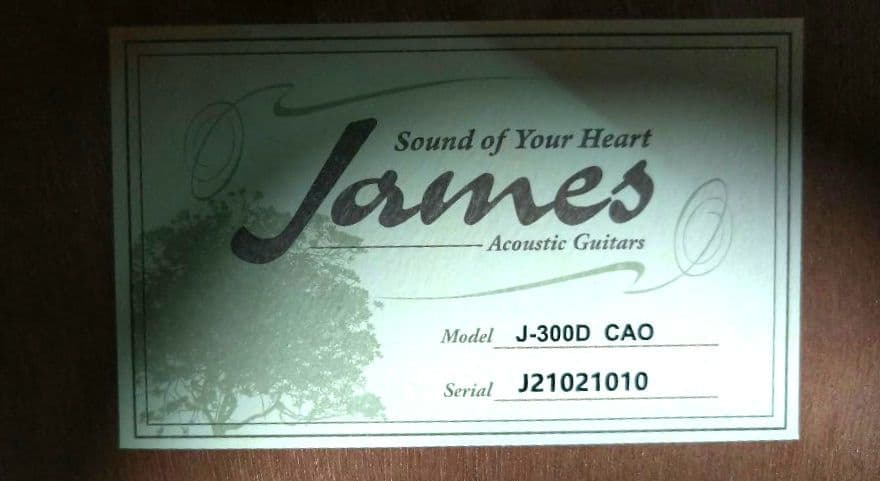 Sound of Your Heart
James
Acoustic Guitars
Model J-300D CAO
Serial J21021010